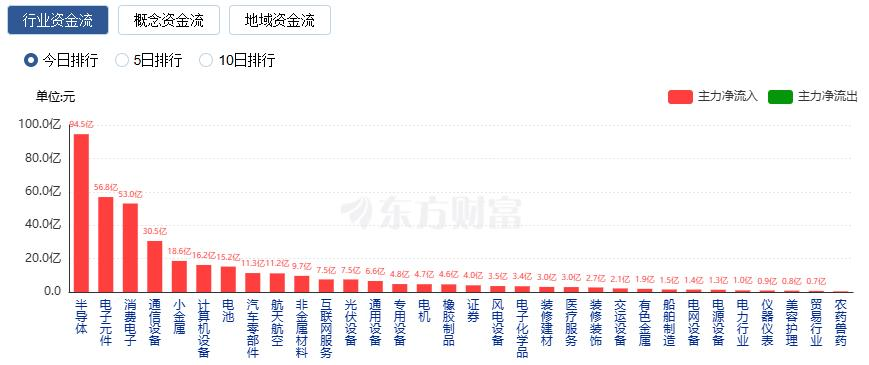 行业资金流 概念资金流 地域资金流
今日排行 5日排行 10日排行
单位:元 主力净流入 主力净流出
100.0亿
80.0亿
60.0亿
40.0亿
20.0亿
0.0
94.5亿 56.8亿 53.0亿 30.5亿 18.6亿 16.2亿 15.2亿 11.3亿 11.2亿 9.7亿 7.5亿 7.5亿 6.6亿 4.8亿 4.7亿 4.6亿 4.0亿 3.5亿 3.4亿 3.0亿 3.0亿 2.7亿 2.1亿 1.9亿 1.5亿 1.4亿 1.3亿 1.0亿 0.9亿 0.8亿 0.7亿
东方财富
半导体
电子元件
消费电子
通信设备
小金属
计算机设备
电池
汽车零部件
航天航空
非金属材料
互联网服务
光伏设备
通用设备
专用设备
电机
橡胶制品
证券
风电设备
电子化学品
装修建材
医疗服务
装修装饰
交运设备
有色金属
船舶制造
电网设备
电源设备
电力行业
仪器仪表
美容护理
贸易行业
农药兽药